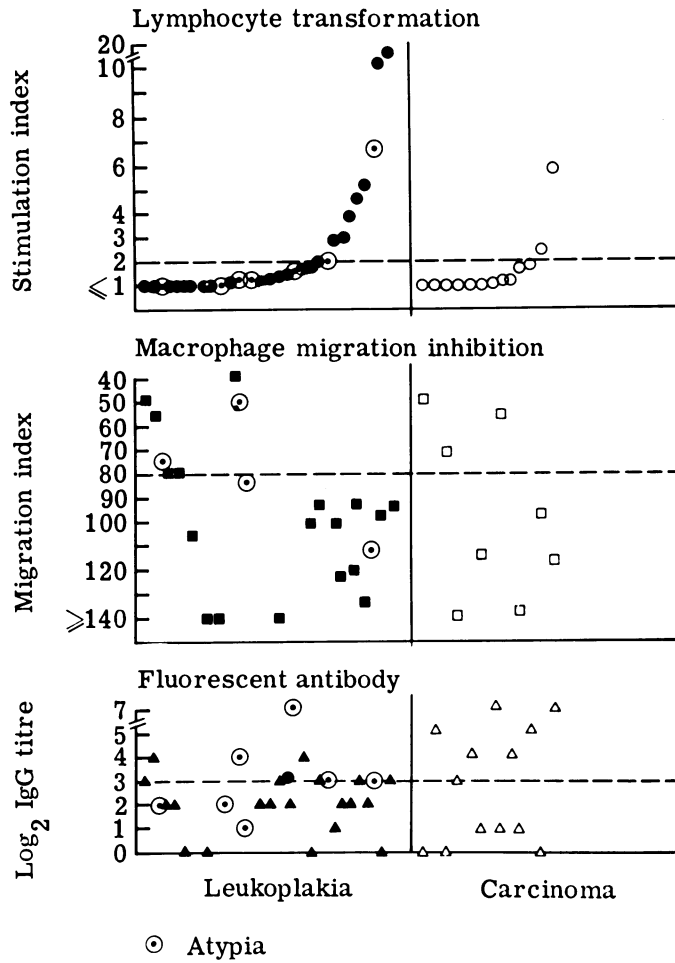 Lymphocyte transformation
Stimulation index
20
10
8
6
4
3
2
⩽ 1
Macrophage migration inhibition
Migration index
40
50
60
70
80
90
100
120
⩾140
Fluorescent antibody
Log2 IgG titre
7
5
4
3
2
1
0
Leukoplakia
Carcinoma
Atypia